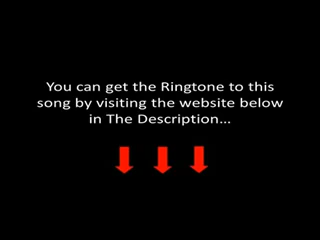 You can get the Ringtone to this
song by visiting the website below
in The Description...